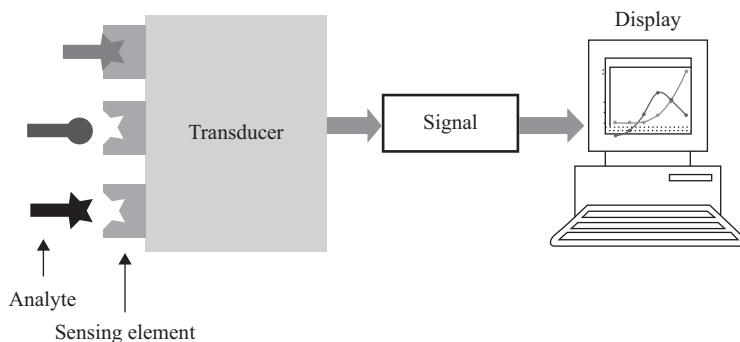 Display
Transducer
Signal
Analyte
Sensing element